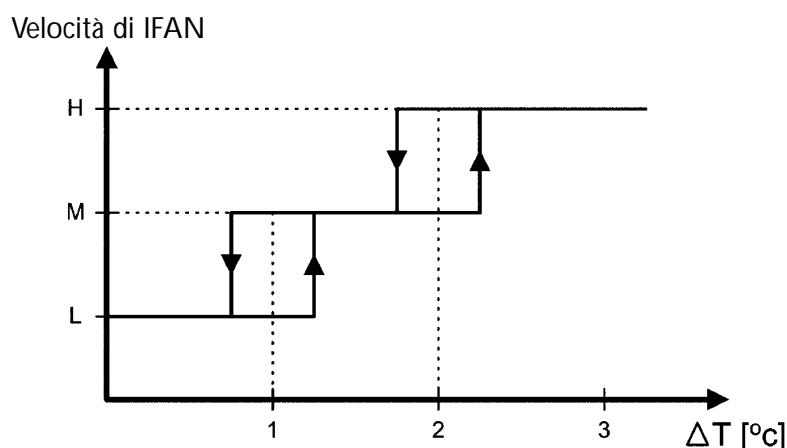 Velocità di IFAN
H
M
L
1 2 3
ΔT [ºc]